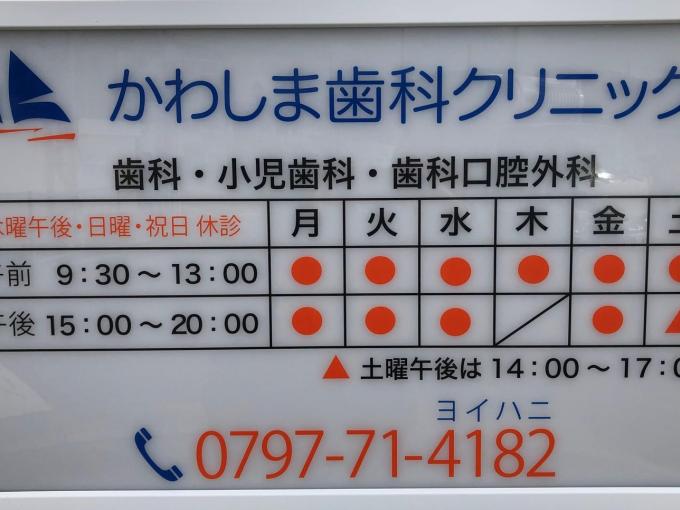 かわしま歯科クリニック
歯科・小児歯科・歯科口腔外科
曜午後・日曜・祝日 休診 月 火 水 木 金 土
午前 9：30～13：00 ● ● ● ● ● ●
午後 15：00～20：00 ● ● ● ／ ● ▲
▲ 土曜午後は 14：00～17：0
ヨイハニ
0797-71-4182